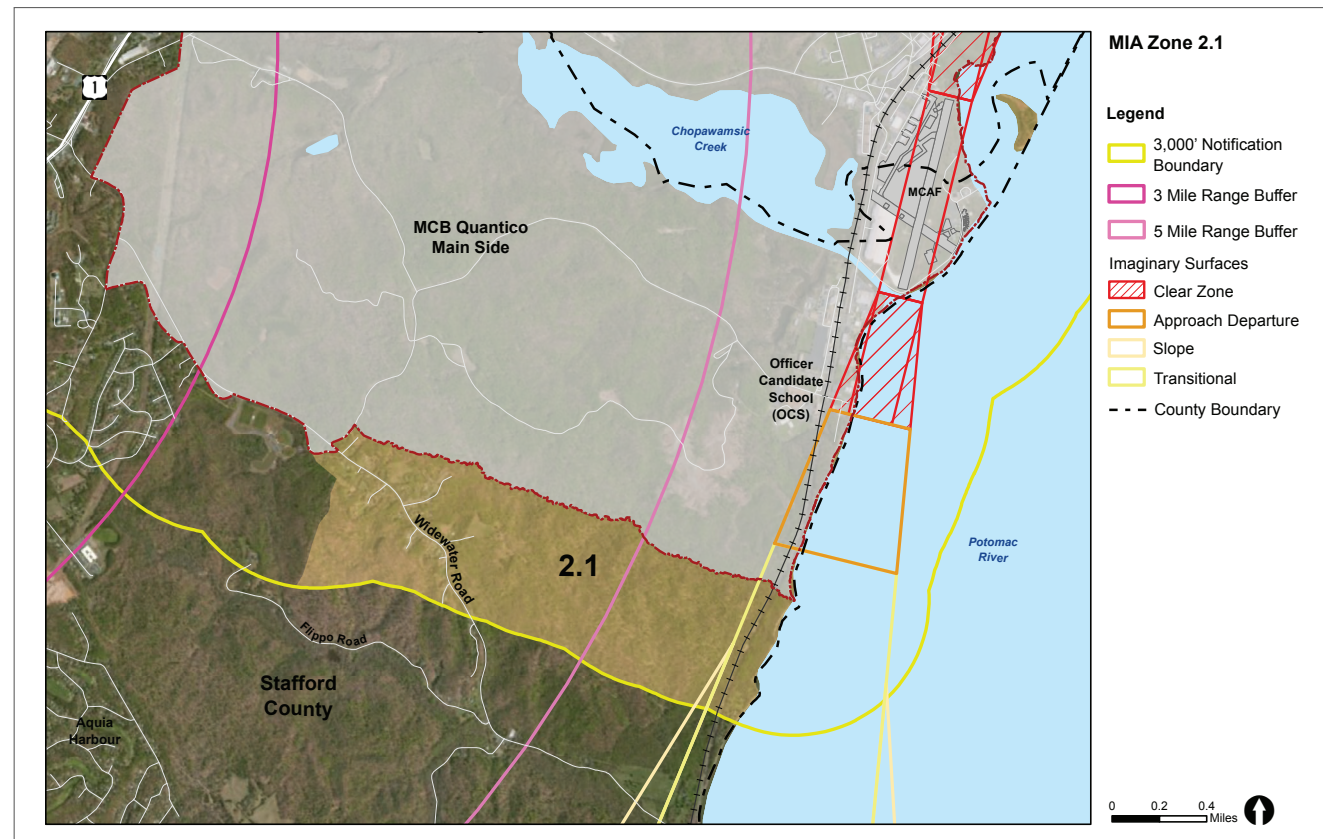 MIA Zone 2.1
Legend
3,000’ Notification
Boundary
3 Mile Range Buffer
5 Mile Range Buffer
Imaginary Surfaces
Clear Zone
Approach Departure
Slope
Transitional
County Boundary
1
Chopawamsic
Creek
MCAF
MCB Quantico
Main Side
Officer
Candidate
School
(OCS)
Potomac
River
Widewater Road
2.1
Flippo Road
Stafford
County
Aquia
Harbour
0 0.2 0.4
Miles